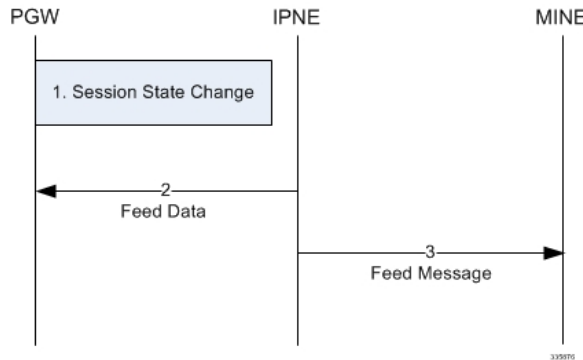 PGW IPNE MINE
1. Session State Change
2
Feed Data
3
Feed Message